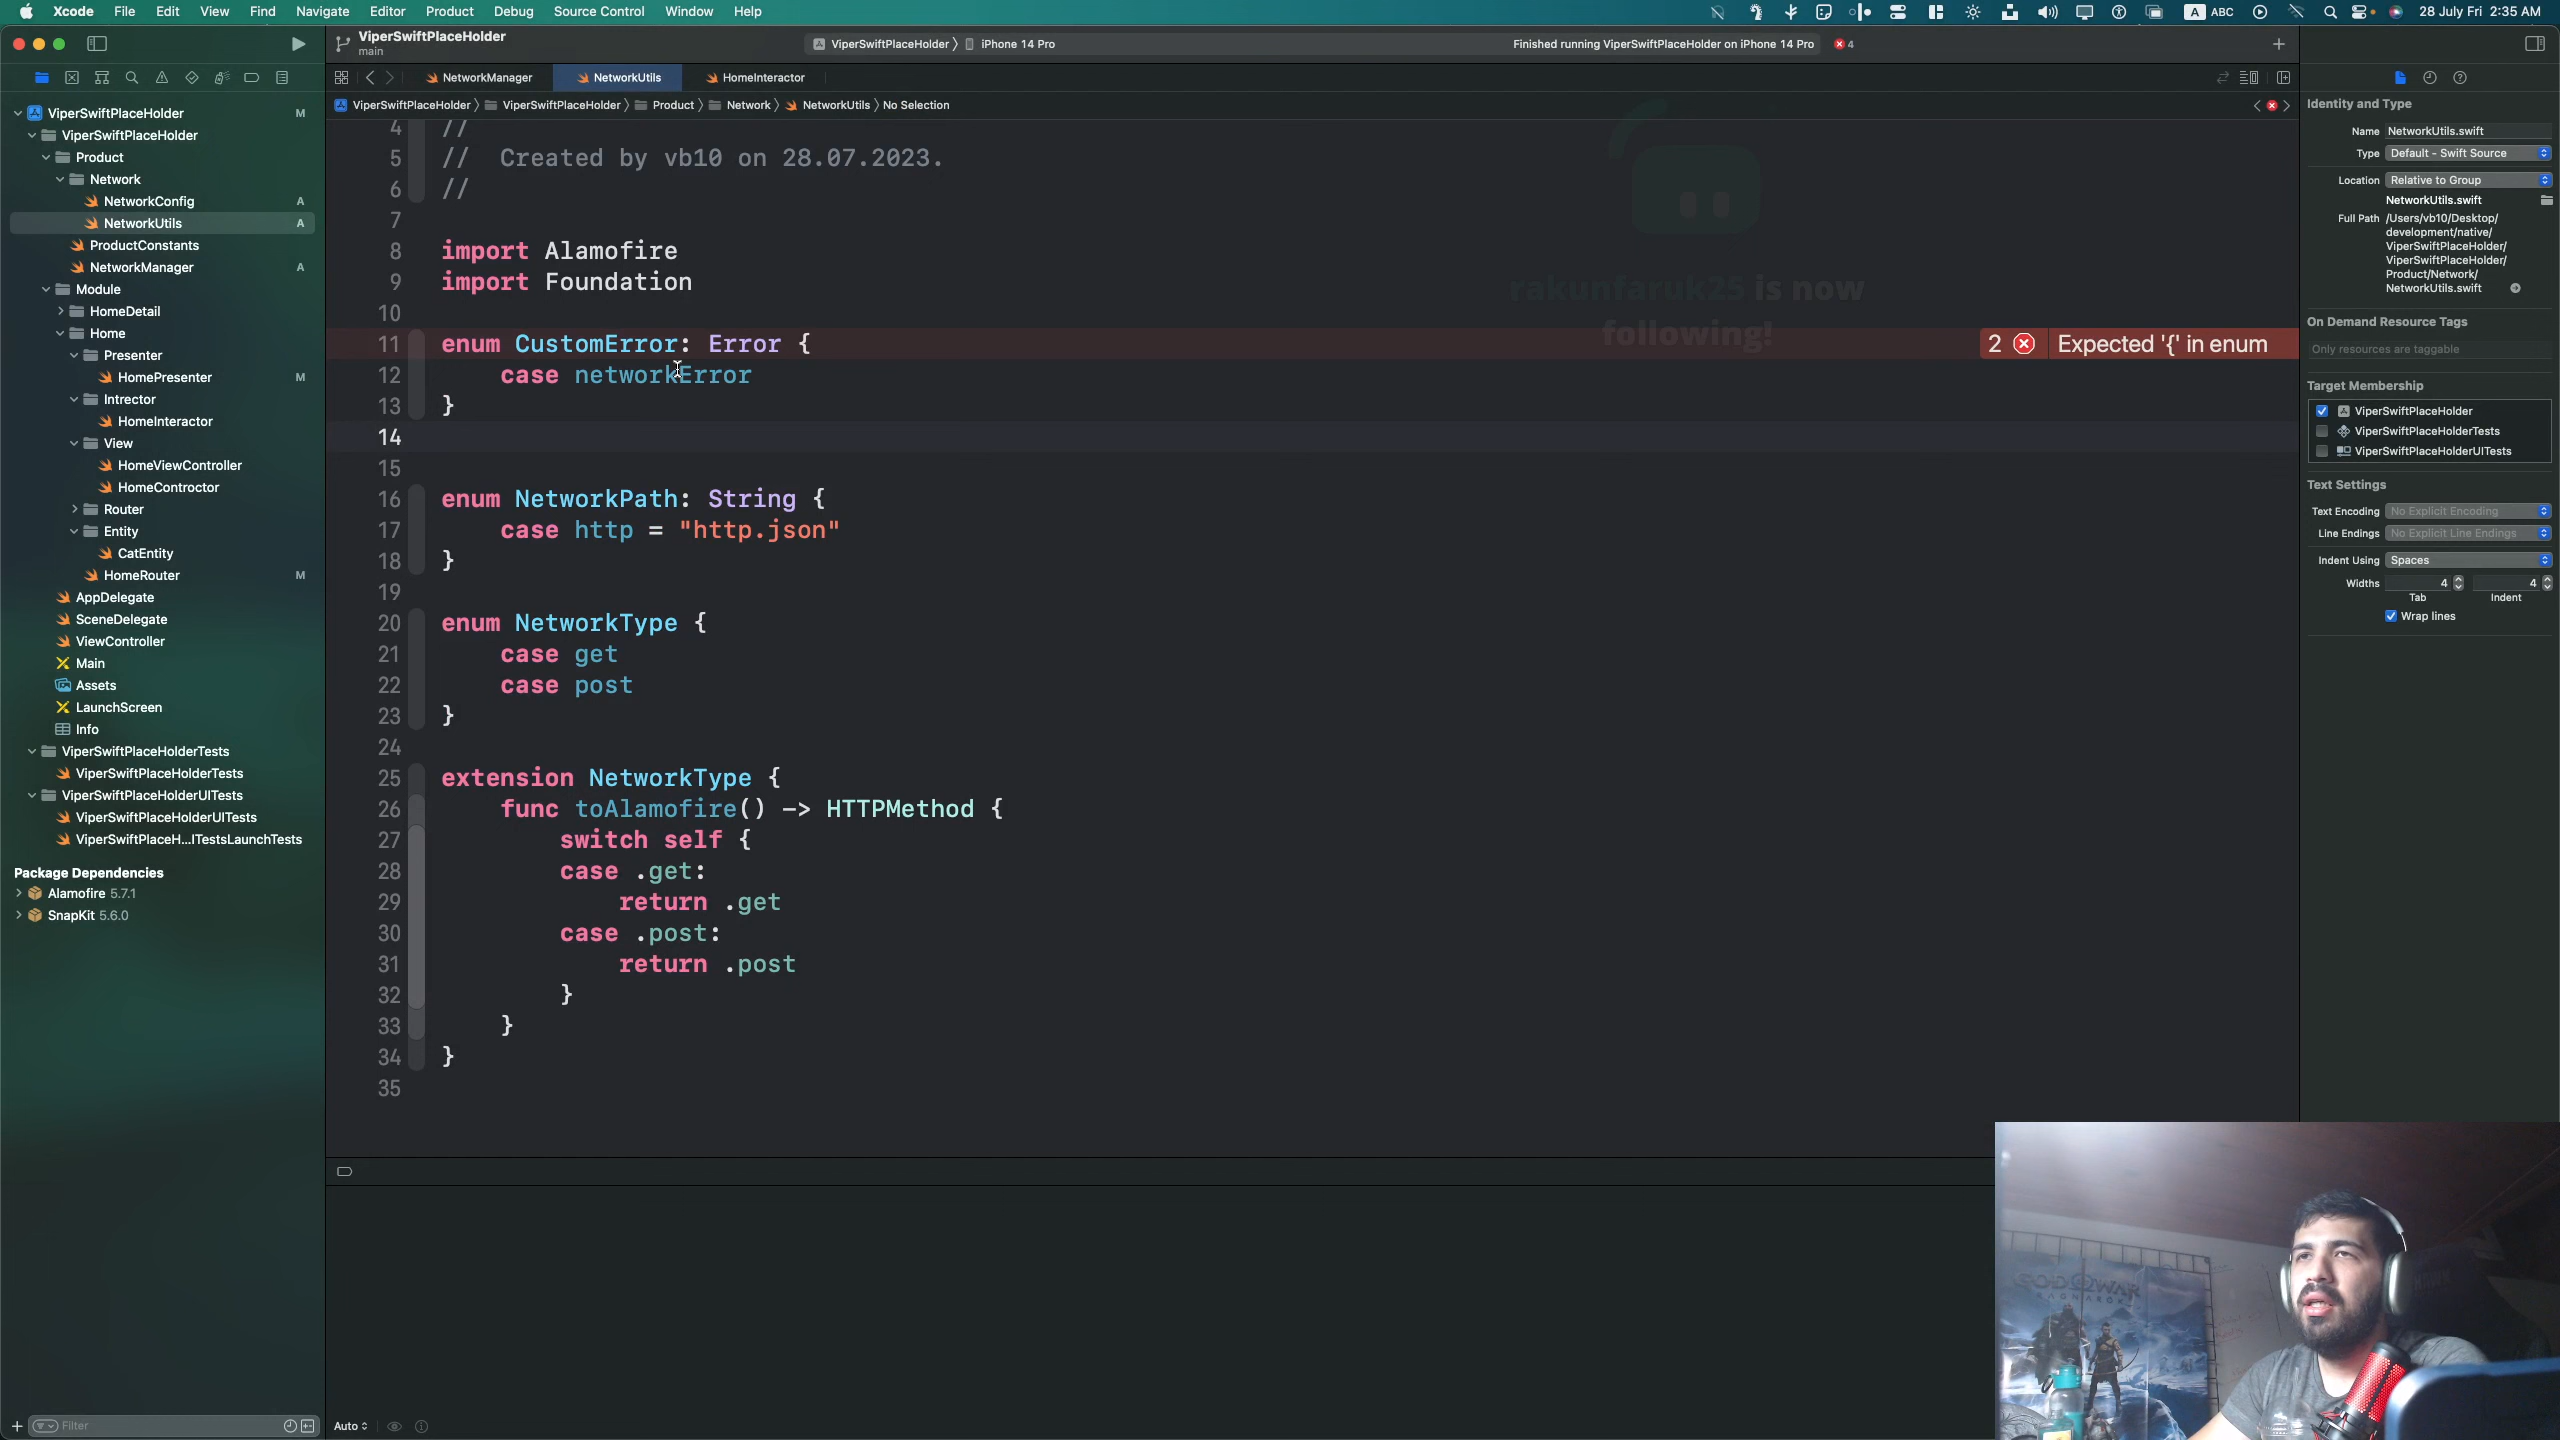 Xcode File Edit View Find Navigate Editor Product Debug Source Control Window Help
A ABC
28 July Fri 2:35 AM
ViperSwiftPlaceHolder
main
ViperSwiftPlaceHolder 〉 iPhone 14 Pro
Finished running ViperSwiftPlaceHolder on iPhone 14 Pro
4
NetworkManager
NetworkUtils
HomeInteractor
ViperSwiftPlaceHolder 〉 ViperSwiftPlaceHolder 〉 Product 〉 Network 〉 NetworkUtils 〉 No Selection
ViperSwiftPlaceHolder M
ViperSwiftPlaceHolder
Product
Network
NetworkConfig A
NetworkUtils A
ProductConstants
NetworkManager A
Module
HomeDetail
Home
Presenter
HomePresenter M
Intrector
HomeInteractor
View
HomeViewController
HomeControctor
Router
Entity
CatEntity
HomeRouter M
AppDelegate
SceneDelegate
ViewController
Main
Assets
LaunchScreen
Info
ViperSwiftPlaceHolderTests
ViperSwiftPlaceHolderTests
ViperSwiftPlaceHolderUITests
ViperSwiftPlaceHolderUITests
ViperSwiftPlaceH...ITestsLaunchTests
Package Dependencies
Alamofire 5.7.1
SnapKit 5.6.0
Filter
4 //
5 //  Created by vb10 on 28.07.2023.
6 //
7
8 import Alamofire
9 import Foundation
10
11 enum CustomError: Error {
2 Expected '{' in enum
12     case networkError
13 }
14
15
16 enum NetworkPath: String {
17     case http = "http.json"
18 }
19
20 enum NetworkType {
21     case get
22     case post
23 }
24
25 extension NetworkType {
26     func toAlamofire() -> HTTPMethod {
27         switch self {
28         case .get:
29             return .get
30         case .post:
31             return .post
32         }
33     }
34 }
35
rakunfaruk25 is now
following!
Auto
Identity and Type
Name NetworkUtils.swift
Type Default - Swift Source
Location Relative to Group
NetworkUtils.swift
Full Path /Users/vb10/Desktop/
development/native/
ViperSwiftPlaceHolder/
ViperSwiftPlaceHolder/
Product/Network/
NetworkUtils.swift
On Demand Resource Tags
Only resources are taggable
Target Membership
ViperSwiftPlaceHolder
ViperSwiftPlaceHolderTests
ViperSwiftPlaceHolderUITests
Text Settings
Text Encoding No Explicit Encoding
Line Endings No Explicit Line Endings
Indent Using Spaces
Widths 4 4
Tab Indent
Wrap lines
GOD OF WAR
RAGNAROK